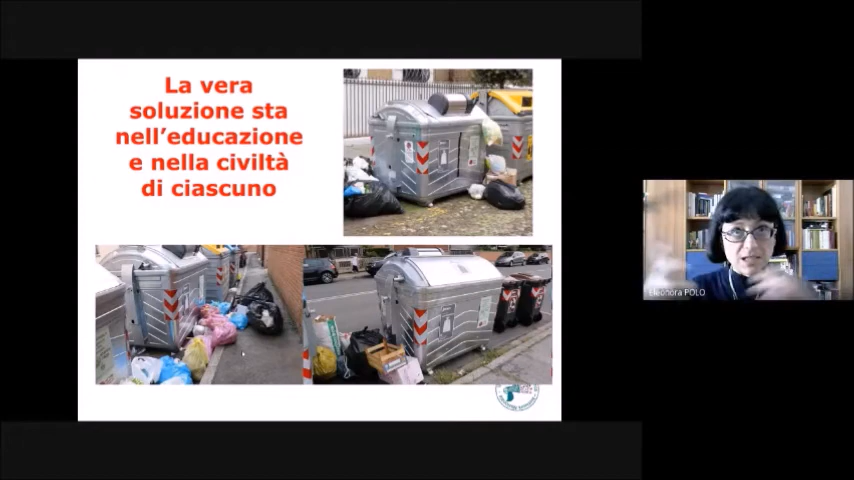 La vera
soluzione sta
nell'educazione
e nella civiltà
di ciascuno
Eleonora POLO